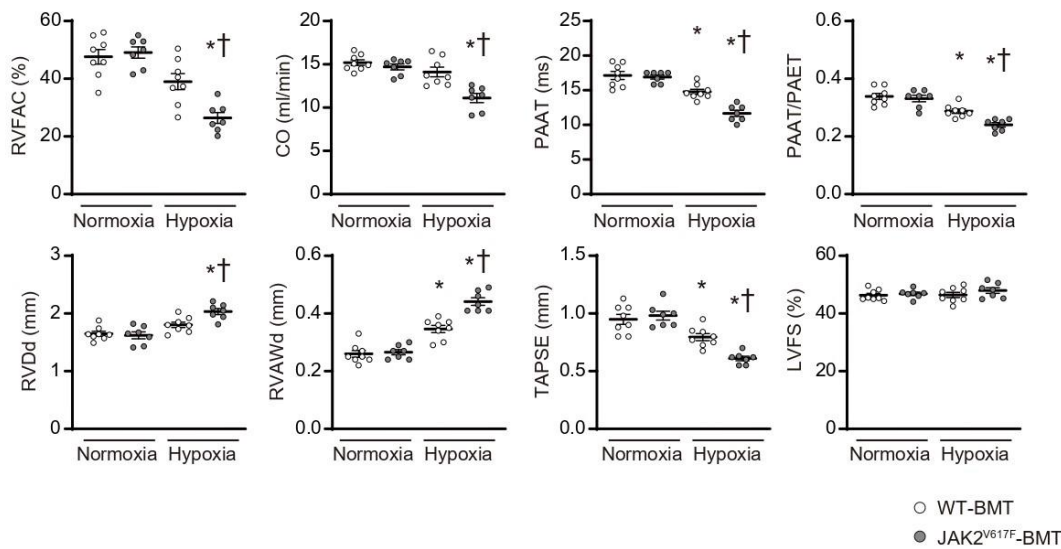 RVFAC (%)
60
40
20
0
Normoxia Hypoxia
*†
CO (ml/min)
20
15
10
5
0
Normoxia Hypoxia
*†
PAAT (ms)
25
20
15
10
5
0
Normoxia Hypoxia
*
*†
PAAT/PAET
0.6
0.4
0.2
0.0
Normoxia Hypoxia
*
*†
RVDd (mm)
3
2
1
0
Normoxia Hypoxia
*†
RVAWd (mm)
0.6
0.4
0.2
0.0
Normoxia Hypoxia
*
*†
TAPSE (mm)
1.5
1.0
0.5
0.0
Normoxia Hypoxia
*
*†
LVFS (%)
60
40
20
0
Normoxia Hypoxia
WT-BMT
JAK2V617F-BMT